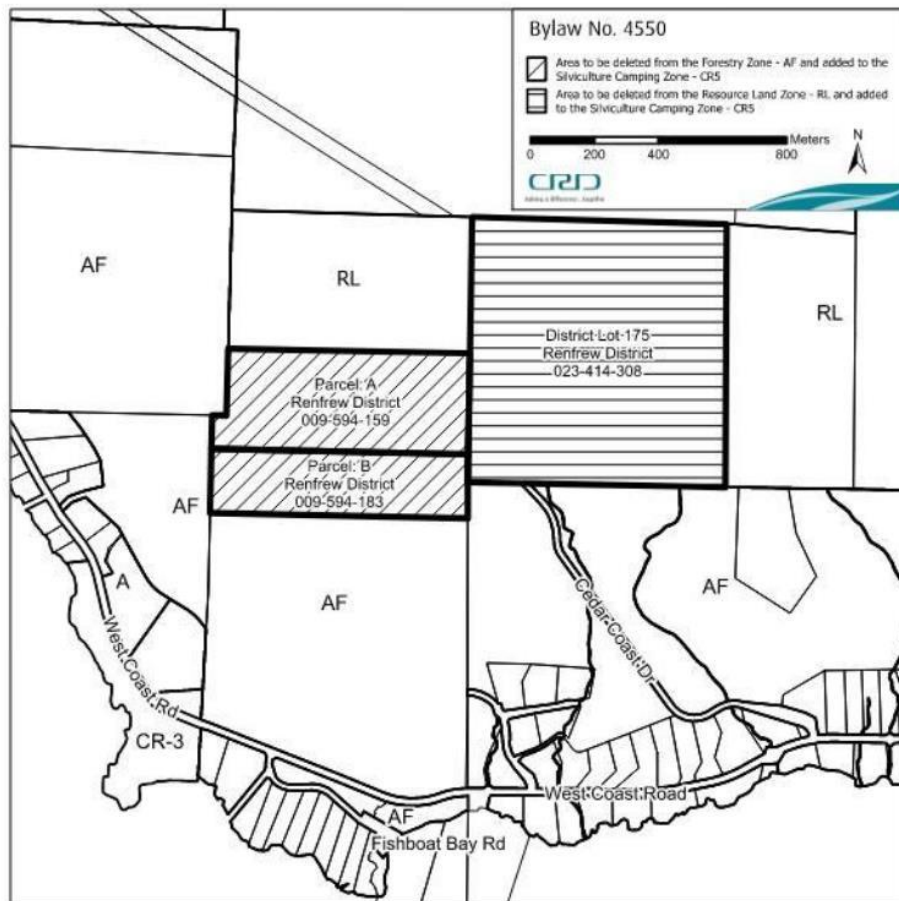 Bylaw No. 4550
Area to be deleted from the Forestry Zone - AF and added to the
Silviculture Camping Zone - CR5
Area to be deleted from the Resource Land Zone - RL and added
to the Silviculture Camping Zone - CR5
Meters
0 200 400 800
N
CRD
AF
RL
RL
District Lot 175
Renfrew District
023-414-308
Parcel: A
Renfrew District
009-594-159
Parcel: B
Renfrew District
009-594-183
AF
A
AF
AF
Cedar Coast Dr
West Coast Rd
CR-3
West Coast Road
AF
Fishboat Bay Rd